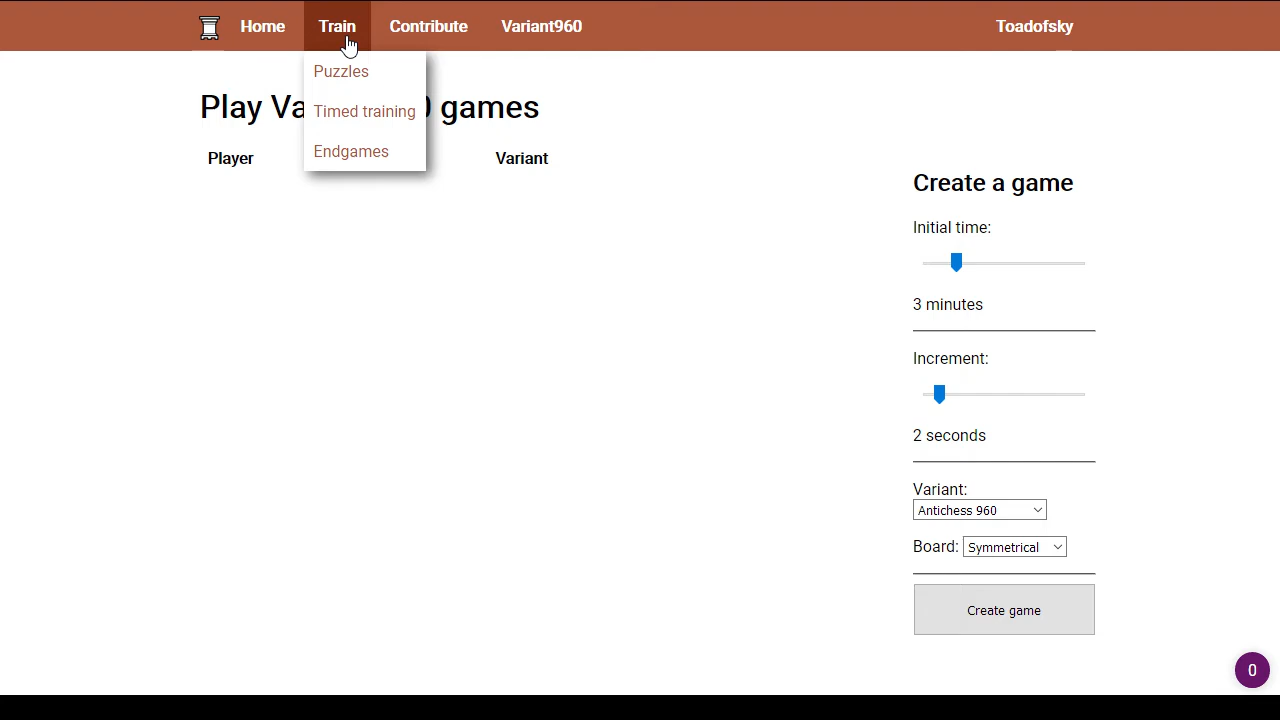 Home Train Contribute Variant960 Toadofsky
Puzzles
Timed training
Endgames
Play Va 0 games
Player Variant
Create a game
Initial time:
3 minutes
Increment:
2 seconds
Variant:
Antichess 960
Board: Symmetrical
Create game
0